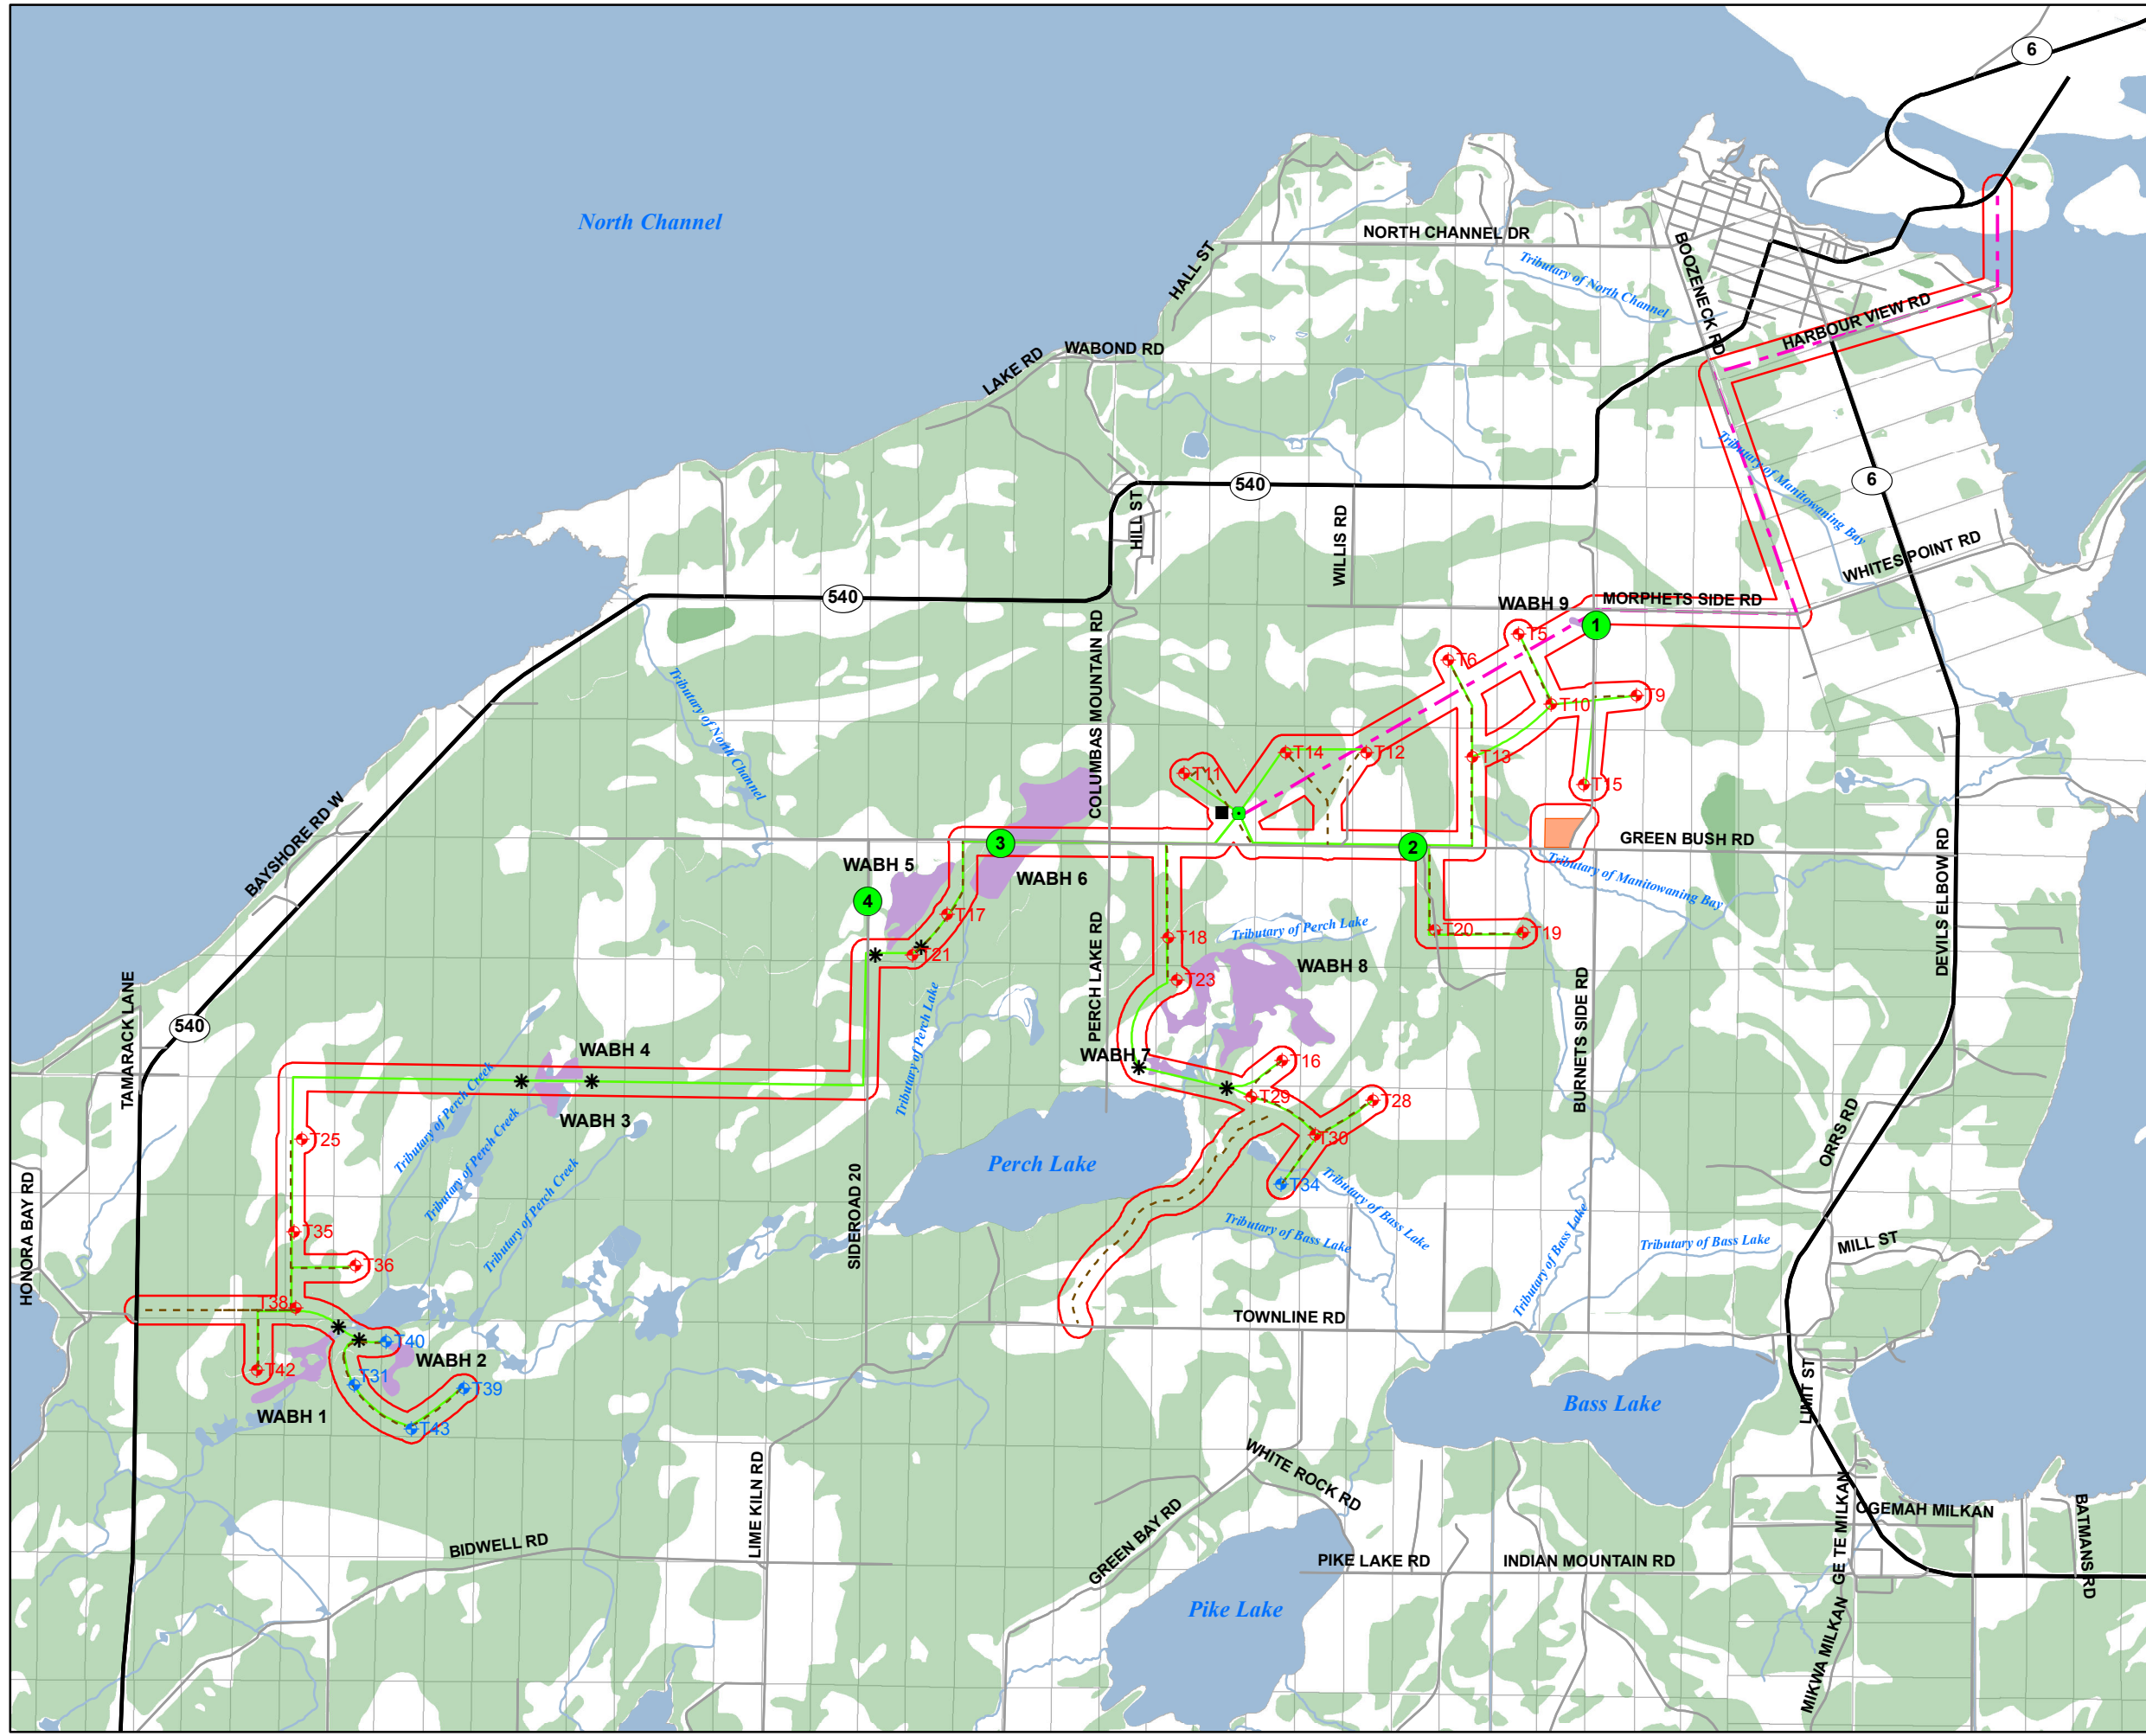 6
North Channel
NORTH CHANNEL DR
HALL ST
BOOZENECK RD
Tributary of North Channel
HARBOUR VIEW RD
WABOND RD
LAKE RD
540
6
HILL ST
WILLIS RD
Tributary of Manitowaning Bay
WHITES POINT RD
540
WABH 9
MORPHETS SIDE RD
1
T5
T6
COLUMBAS MOUNTAIN RD
Tributary of North Channel
T9
T10
T14
T12
T13
T11
T15
BAYSHORE RD W
GREEN BUSH RD
3
2
WABH 5
WABH 6
Tributary of Manitowaning Bay
DEVILS ELBOW RD
4
T17
T18
Tributary of Perch Lake
T20
T19
T21
WABH 8
T23
PERCH LAKE RD
TAMARACK LANE
540
Tributary of Perch Lake
BURNETS SIDE RD
WABH 4
WABH 7
T16
T29
T28
WABH 3
T30
T25
Tributary of Perch Creek
Tributary of Perch Creek
Tributary of Perch Creek
ORRS RD
Perch Lake
T34
Tributary of Bass Lake
Tributary of Bass Lake
Tributary of Bass Lake
Tributary of Bass Lake
HONORA BAY RD
SIDEROAD 20
T35
T36
MILL ST
T38
TOWNLINE RD
T40
WABH 2
T42
T31
T39
WABH 1
T43
Bass Lake
LIMIT ST
WHITE ROCK RD
LIME KILN RD
GREEN BAY RD
BIDWELL RD
PIKE LAKE RD
INDIAN MOUNTAIN RD
OGEMAH MILKAN
GE TE MILKAN
BATMANS RD
Pike Lake
MIKWA MILKAN